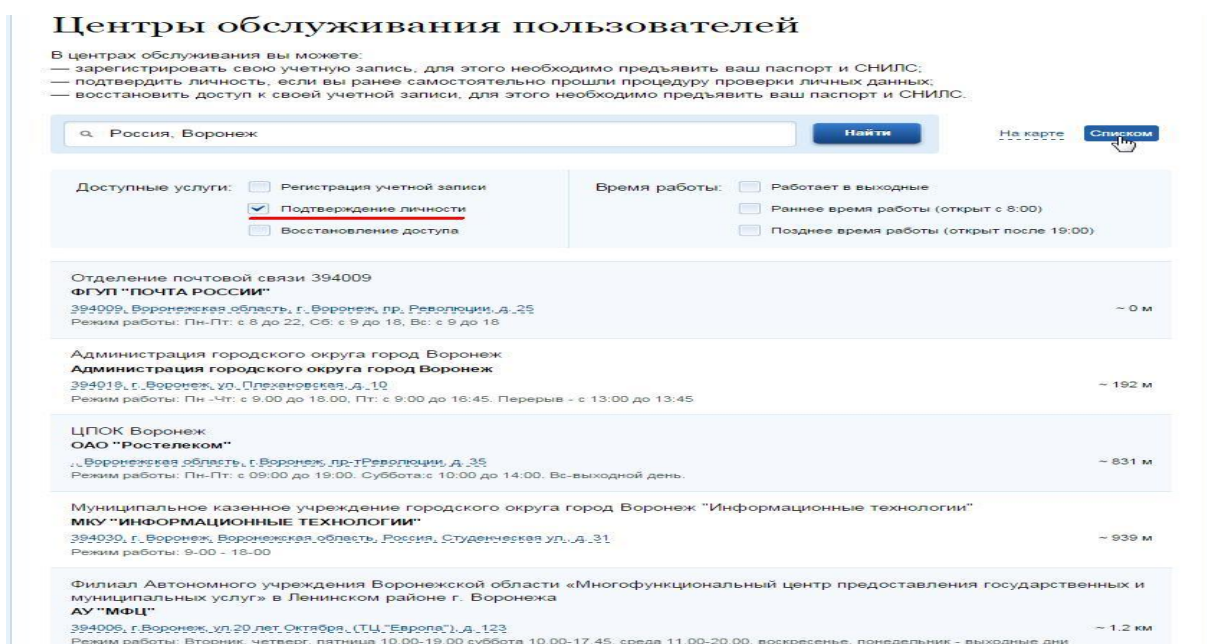 Центры обслуживания пользователей
В центрах обслуживания вы можете:
— зарегистрировать свою учетную запись, для этого необходимо предъявить ваш паспорт и СНИЛС;
— подтвердить личность, если вы ранее самостоятельно прошли процедуру проверки личных данных;
— восстановить доступ к своей учетной записи, для этого необходимо предъявить ваш паспорт и СНИЛС.
Россия, Воронеж Найти На карте Списком
Доступные услуги: Регистрация учетной записи Время работы: Работает в выходные
Подтверждение личности Раннее время работы (открыт с 8:00)
Восстановление доступа Позднее время работы (открыт после 19:00)
Отделение почтовой связи 394009
ФГУП "ПОЧТА РОССИИ"
394009, Воронежская область, г. Воронеж, пр. Революции, д. 25 ~ 0 м
Режим работы: Пн-Пт: с 8 до 22, Сб: с 9 до 18, Вс: с 9 до 18
Администрация городского округа город Воронеж
Администрация городского округа город Воронеж
394018, г. Воронеж, ул. Плехановская, д. 10 ~ 192 м
Режим работы: Пн -Чт: с 9.00 до 18.00, Пт: с 9:00 до 16:45. Перерыв - с 13:00 до 13:45
ЦПОК Воронеж
ОАО "Ростелеком"
, , Воронежская область, г.Воронеж, пр-тРеволюции, д. 35 ~ 831 м
Режим работы: Пн-Пт: с 09:00 до 19:00. Суббота:с 10:00 до 14:00. Вс-выходной день.
Муниципальное казенное учреждение городского округа город Воронеж "Информационные технологии"
МКУ "ИНФОРМАЦИОННЫЕ ТЕХНОЛОГИИ"
394030, г. Воронеж, Воронежская область, Россия, Студенческая ул., д. 31 ~ 939 м
Режим работы: 9-00 - 18-00
Филиал Автономного учреждения Воронежской области «Многофункциональный центр предоставления государственных и
муниципальных услуг» в Ленинском районе г. Воронежа
АУ "МФЦ"
394006, г.Воронеж, ул.20 лет Октября, (ТЦ "Европа"), д. 123 ~ 1.2 км
Режим работы: Вторник, четверг, пятница 10.00-19.00 суббота 10.00-17.45, среда 11.00-20.00, воскресенье, понедельник - выходные дни